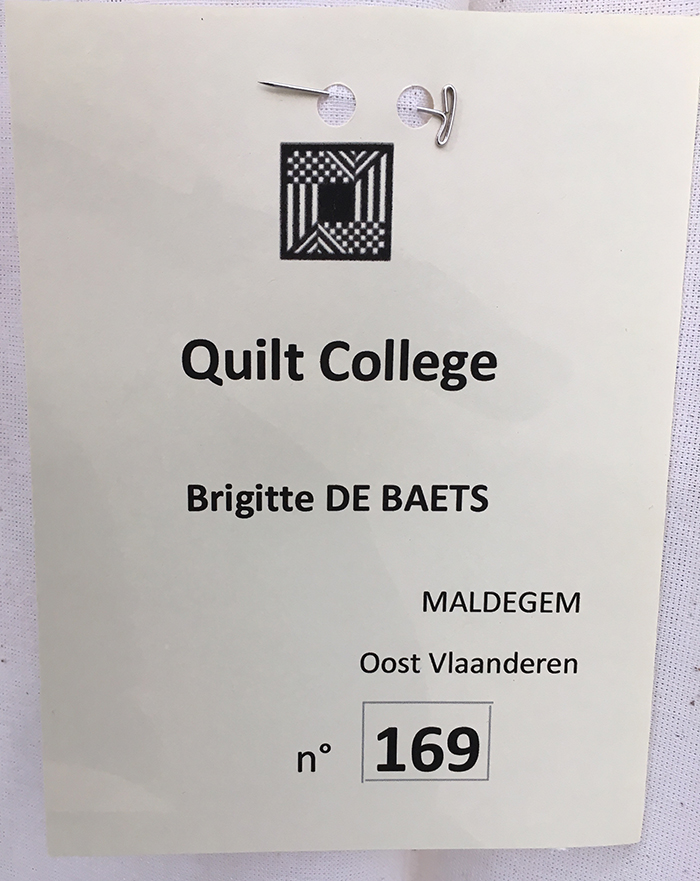 Quilt College
Brigitte DE BAETS
MALDEGEM
Oost Vlaanderen
n° 169